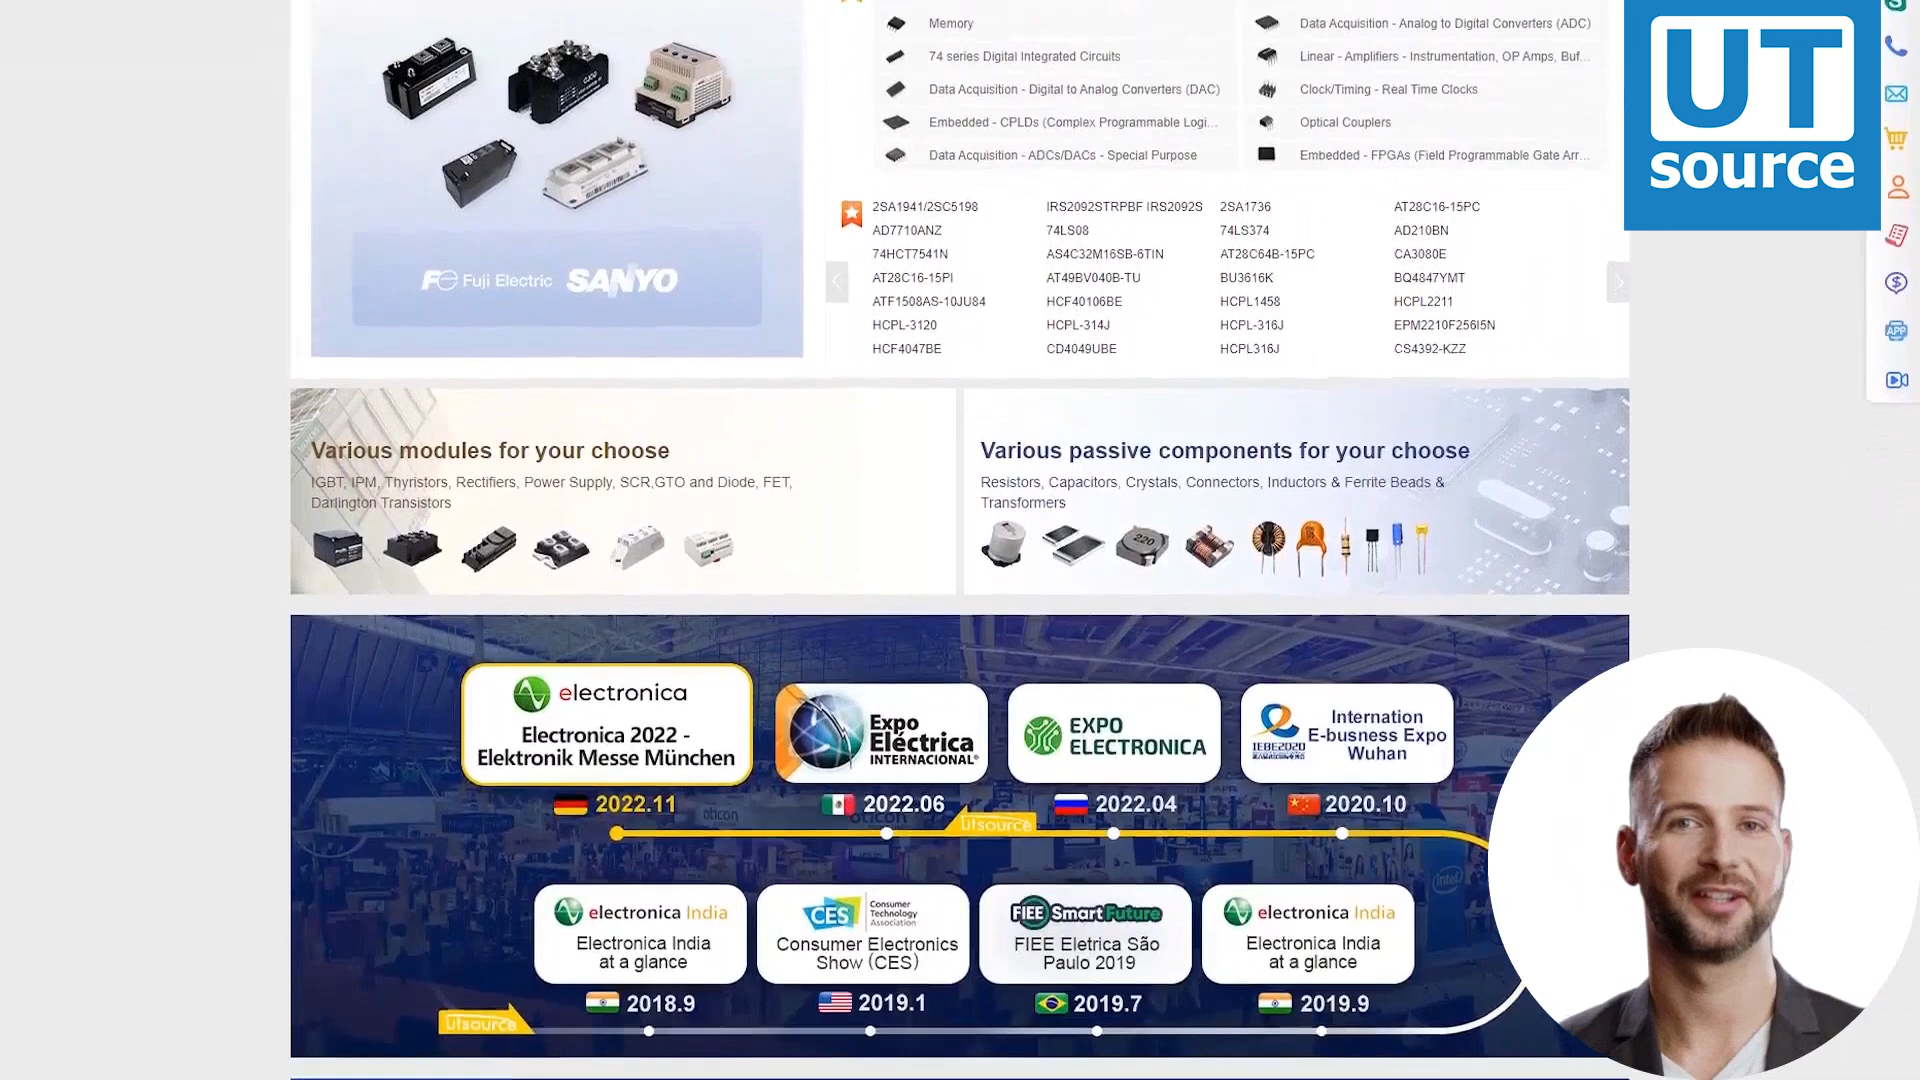 Memory
Data Acquisition - Analog to Digital Converters (ADC)
74 series Digital Integrated Circuits
Linear - Amplifiers - Instrumentation, OP Amps, Buf...
Data Acquisition - Digital to Analog Converters (DAC)
Clock/Timing - Real Time Clocks
Embedded - CPLDs (Complex Programmable Logi...
Optical Couplers
Data Acquisition - ADCs/DACs - Special Purpose
Embedded - FPGAs (Field Programmable Gate Arr...
UT
source
APP
Fe Fuji Electric SANYO
2SA1941/2SC5198 IRS2092STRPBF IRS2092S 2SA1736 AT28C16-15PC
AD7710ANZ 74LS08 74LS374 AD210BN
74HCT7541N AS4C32M16SB-6TIN AT28C64B-15PC CA3080E
AT28C16-15PI AT49BV040B-TU BU3616K BQ4847YMT
ATF1508AS-10JU84 HCF40106BE HCPL1458 HCPL2211
HCPL-3120 HCPL-314J HCPL-316J EPM2210F256I5N
HCF4047BE CD4049UBE HCPL316J CS4392-KZZ
Various modules for your choose
IGBT, IPM, Thyristors, Rectifiers, Power Supply, SCR,GTO and Diode, FET,
Darlington Transistors
Various passive components for your choose
Resistors, Capacitors, Crystals, Connectors, Inductors & Ferrite Beads &
Transformers
220
electronica
Electronica 2022 -
Elektronik Messe München
2022.11
Expo
Eléctrica
INTERNACIONAL®
2022.06
EXPO
ELECTRONICA
2022.04
IEBE2020
Internation
E-busness Expo
Wuhan
2020.10
oticon
oticon
utsource
intel
electronica India
Electronica India
at a glance
2018.9
CES
Consumer
Technology
Association
Consumer Electronics
Show (CES)
2019.1
FIEE SmartFuture
FIEE Eletrica São
Paulo 2019
2019.7
electronica India
Electronica India
at a glance
2019.9
utsource